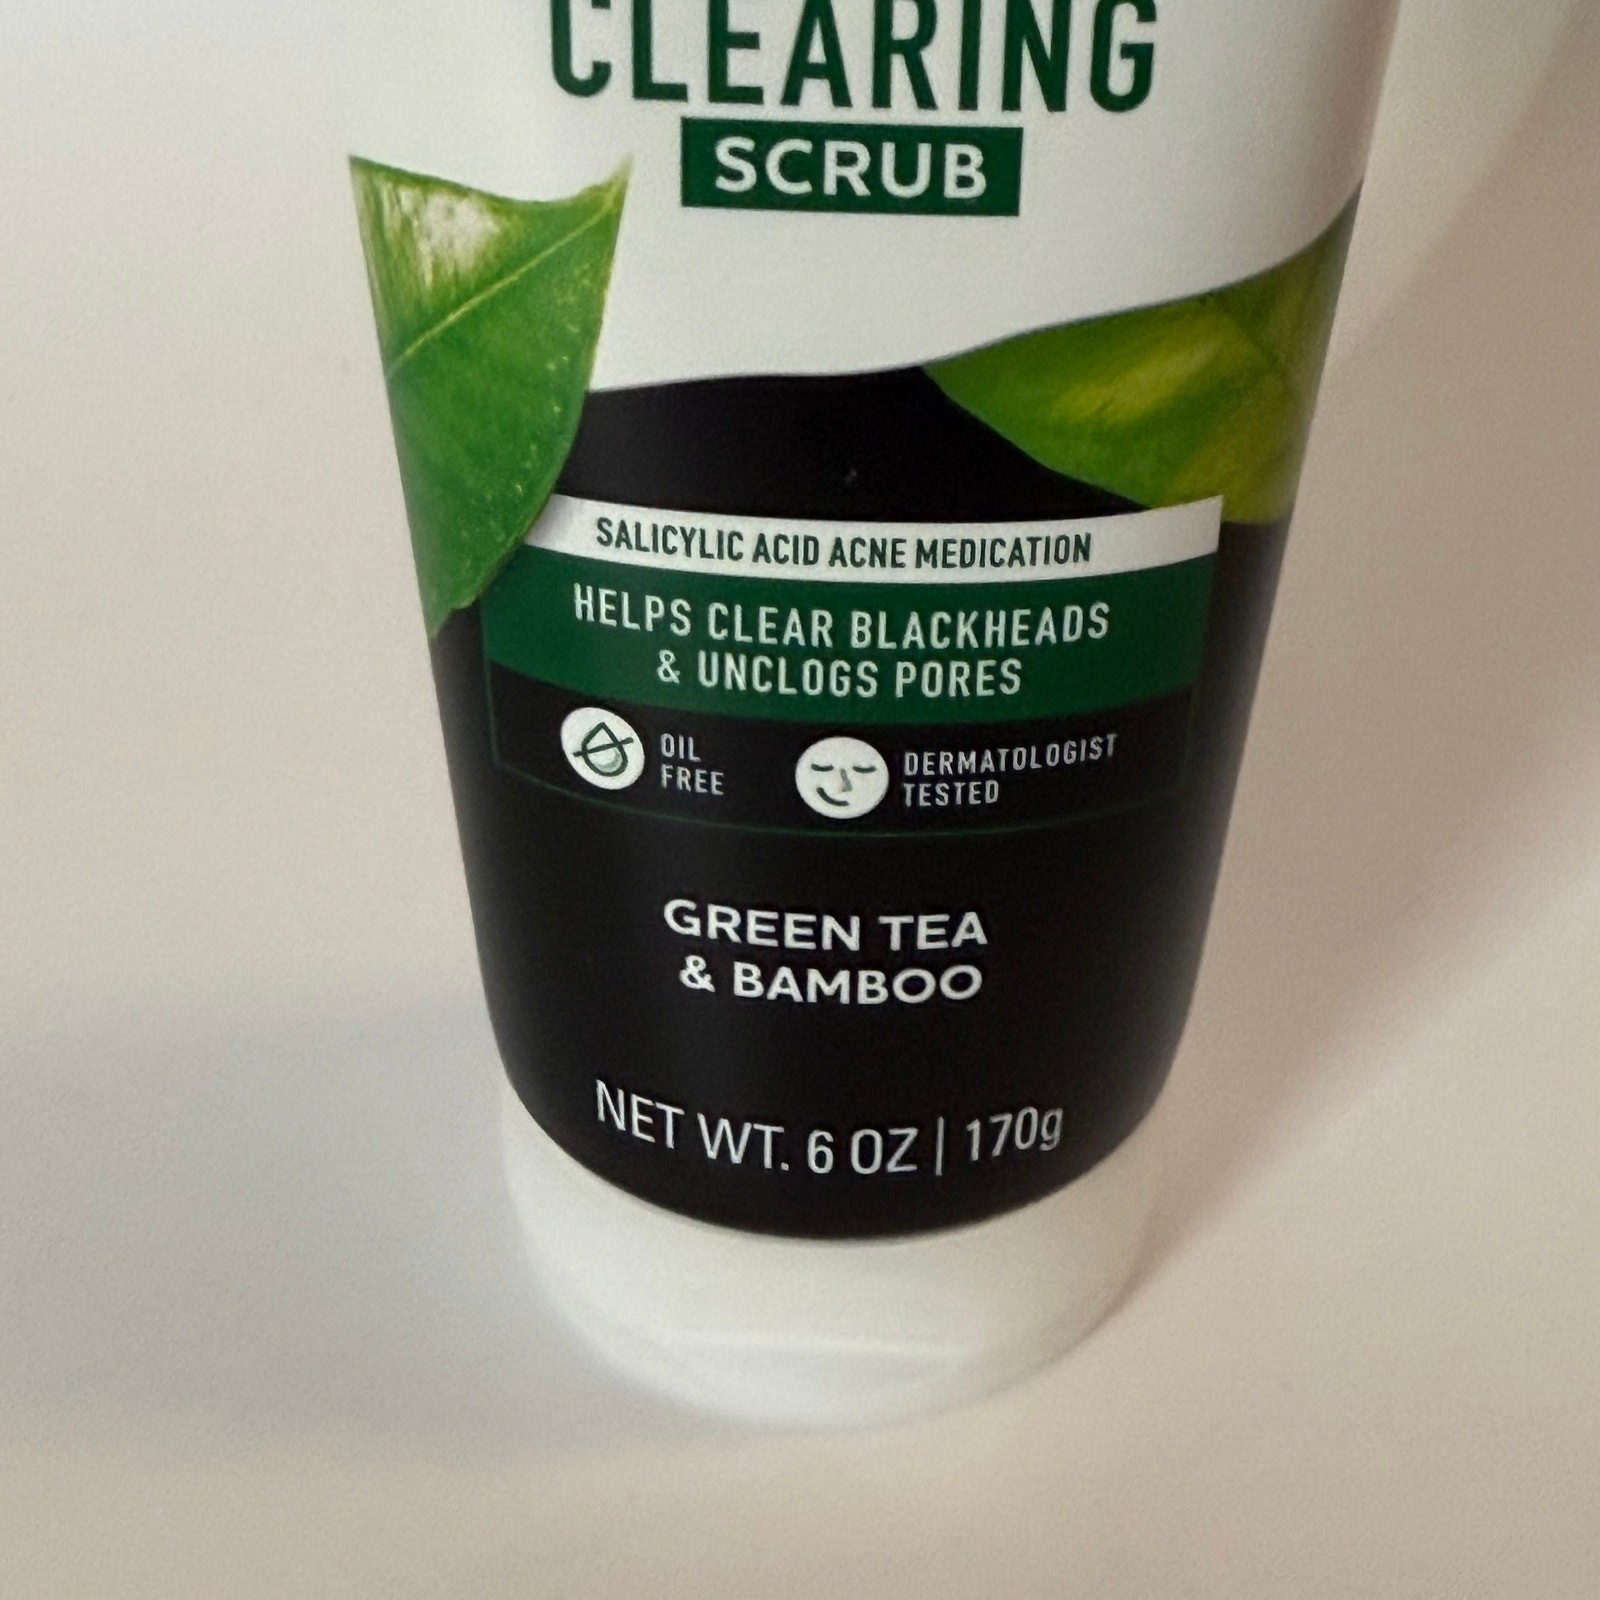 CLEARING
SCRUB
SALICYLIC ACID ACNE MEDICATION
HELPS CLEAR BLACKHEADS
& UNCLOGS PORES
OIL
FREE
DERMATOLOGIST
TESTED
GREEN TEA
& BAMBOO
NET WT. 6 OZ | 170g